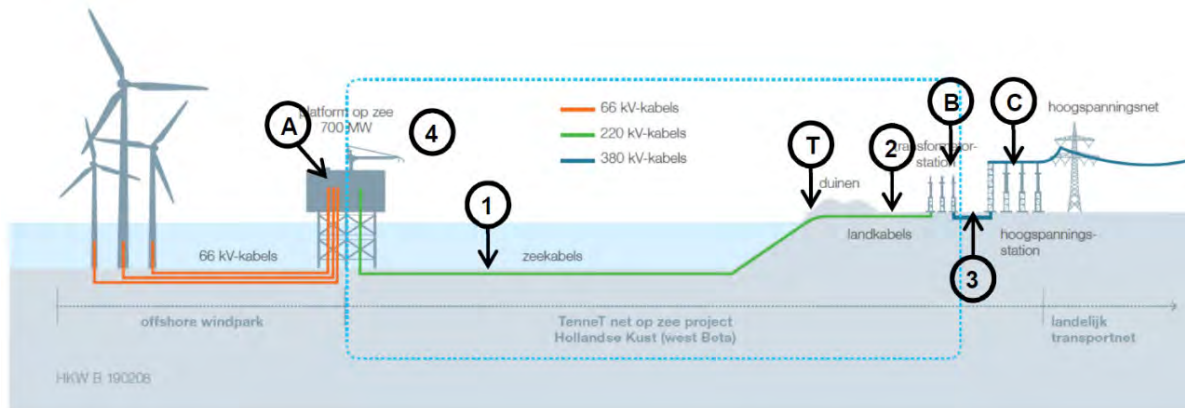 platform op zee
700 MW
A
4
66 kV-kabels
220 kV-kabels
380 kV-kabels
T
2
B
C
transformator-
station
hoogspanningsnet
duinen
1
66 kV-kabels
zeekabels
landkabels
hoogspannings-
station
3
offshore windpark
TenneT net op zee project
Hollandse Kust (west Beta)
landelijk
transportnet
HKW B 190208